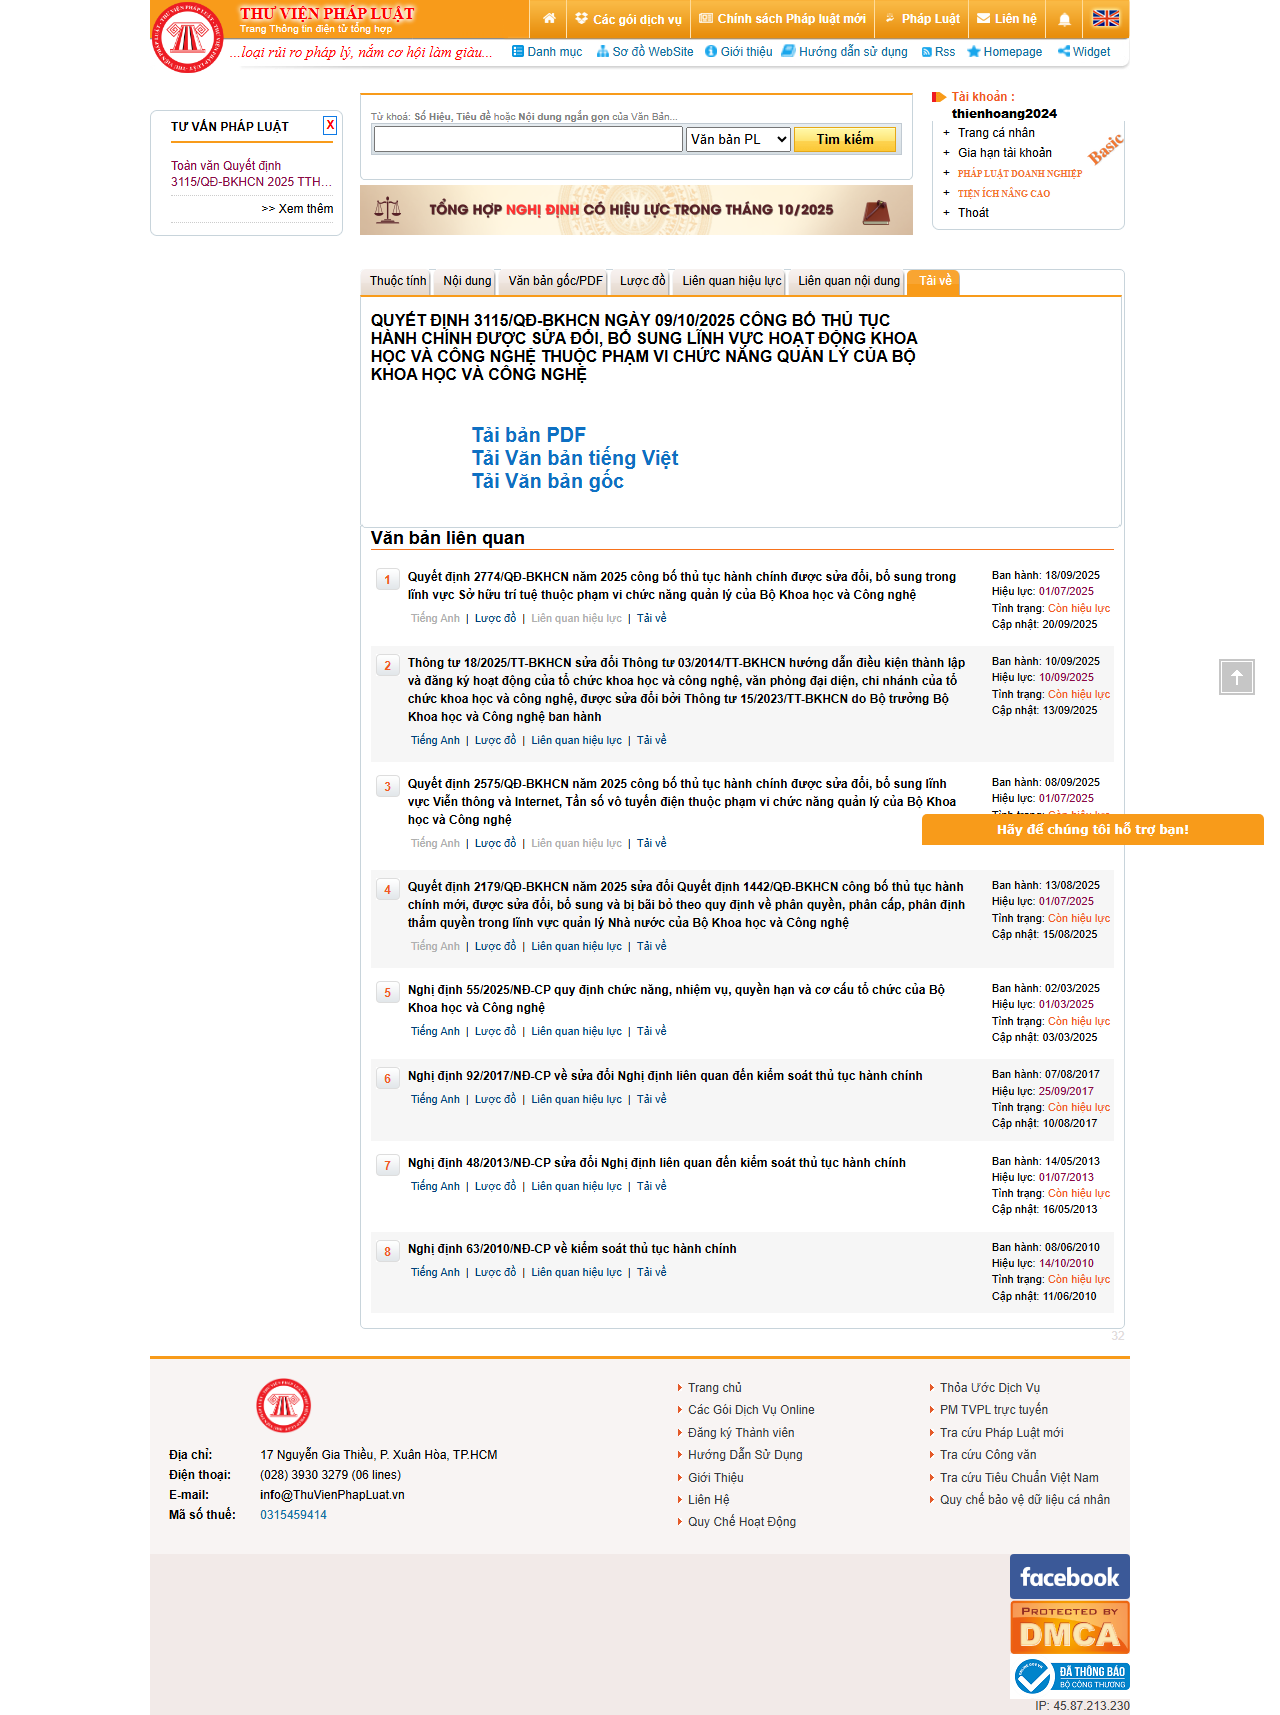 THƯ VIỆN PHÁP LUẬT
Trang Thông tin điện tử tổng hợp
...loại rủi ro pháp lý, nắm cơ hội làm giàu...
Các gói dịch vụ
Chính sách Pháp luật mới
Pháp Luật
Liên hệ
Danh mục
Sơ đồ WebSite
Giới thiệu
Hướng dẫn sử dụng
Rss
Homepage
Widget
TƯ VẤN PHÁP LUẬT
X
Toàn văn Quyết định
3115/QĐ-BKHCN 2025 TTH...
>> Xem thêm
Từ khoá: Số Hiệu, Tiêu đề hoặc Nội dung ngắn gọn của Văn Bản...
Văn bản PL
Tìm kiếm
TỔNG HỢP NGHỊ ĐỊNH CÓ HIỆU LỰC TRONG THÁNG 10/2025
Tài khoản :
thienhoang2024
+ Trang cá nhân
+ Gia hạn tài khoản
+ PHÁP LUẬT DOANH NGHIỆP
+ TIỆN ÍCH NÂNG CAO
+ Thoát
Basic
Thuộc tính
Nội dung
Văn bản gốc/PDF
Lược đồ
Liên quan hiệu lực
Liên quan nội dung
Tải về
QUYẾT ĐỊNH 3115/QĐ-BKHCN NGÀY 09/10/2025 CÔNG BỐ THỦ TỤC
HÀNH CHÍNH ĐƯỢC SỬA ĐỔI, BỔ SUNG LĨNH VỰC HOẠT ĐỘNG KHOA
HỌC VÀ CÔNG NGHỆ THUỘC PHẠM VI CHỨC NĂNG QUẢN LÝ CỦA BỘ
KHOA HỌC VÀ CÔNG NGHỆ
Tải bản PDF
Tải Văn bản tiếng Việt
Tải Văn bản gốc
Văn bản liên quan
1
Quyết định 2774/QĐ-BKHCN năm 2025 công bố thủ tục hành chính được sửa đổi, bổ sung trong
lĩnh vực Sở hữu trí tuệ thuộc phạm vi chức năng quản lý của Bộ Khoa học và Công nghệ
Tiếng Anh | Lược đồ | Liên quan hiệu lực | Tải về
Ban hành: 18/09/2025
Hiệu lực: 01/07/2025
Tình trạng: Còn hiệu lực
Cập nhật: 20/09/2025
2
Thông tư 18/2025/TT-BKHCN sửa đổi Thông tư 03/2014/TT-BKHCN hướng dẫn điều kiện thành lập
và đăng ký hoạt động của tổ chức khoa học và công nghệ, văn phòng đại diện, chi nhánh của tổ
chức khoa học và công nghệ, được sửa đổi bởi Thông tư 15/2023/TT-BKHCN do Bộ trưởng Bộ
Khoa học và Công nghệ ban hành
Tiếng Anh | Lược đồ | Liên quan hiệu lực | Tải về
Ban hành: 10/09/2025
Hiệu lực: 10/09/2025
Tình trạng: Còn hiệu lực
Cập nhật: 13/09/2025
3
Quyết định 2575/QĐ-BKHCN năm 2025 công bố thủ tục hành chính được sửa đổi, bổ sung lĩnh
vực Viễn thông và Internet, Tần số vô tuyến điện thuộc phạm vi chức năng quản lý của Bộ Khoa
học và Công nghệ
Tiếng Anh | Lược đồ | Liên quan hiệu lực | Tải về
Ban hành: 08/09/2025
Hiệu lực: 01/07/2025
Hãy để chúng tôi hỗ trợ bạn!
4
Quyết định 2179/QĐ-BKHCN năm 2025 sửa đổi Quyết định 1442/QĐ-BKHCN công bố thủ tục hành
chính mới, được sửa đổi, bổ sung và bị bãi bỏ theo quy định về phân quyền, phân cấp, phân định
thẩm quyền trong lĩnh vực quản lý Nhà nước của Bộ Khoa học và Công nghệ
Tiếng Anh | Lược đồ | Liên quan hiệu lực | Tải về
Ban hành: 13/08/2025
Hiệu lực: 01/07/2025
Tình trạng: Còn hiệu lực
Cập nhật: 15/08/2025
5
Nghị định 55/2025/NĐ-CP quy định chức năng, nhiệm vụ, quyền hạn và cơ cấu tổ chức của Bộ
Khoa học và Công nghệ
Tiếng Anh | Lược đồ | Liên quan hiệu lực | Tải về
Ban hành: 02/03/2025
Hiệu lực: 01/03/2025
Tình trạng: Còn hiệu lực
Cập nhật: 03/03/2025
6
Nghị định 92/2017/NĐ-CP về sửa đổi Nghị định liên quan đến kiểm soát thủ tục hành chính
Tiếng Anh | Lược đồ | Liên quan hiệu lực | Tải về
Ban hành: 07/08/2017
Hiệu lực: 25/09/2017
Tình trạng: Còn hiệu lực
Cập nhật: 10/08/2017
7
Nghị định 48/2013/NĐ-CP sửa đổi Nghị định liên quan đến kiểm soát thủ tục hành chính
Tiếng Anh | Lược đồ | Liên quan hiệu lực | Tải về
Ban hành: 14/05/2013
Hiệu lực: 01/07/2013
Tình trạng: Còn hiệu lực
Cập nhật: 16/05/2013
8
Nghị định 63/2010/NĐ-CP về kiểm soát thủ tục hành chính
Tiếng Anh | Lược đồ | Liên quan hiệu lực | Tải về
Ban hành: 08/06/2010
Hiệu lực: 14/10/2010
Tình trạng: Còn hiệu lực
Cập nhật: 11/06/2010
32
Địa chỉ: 17 Nguyễn Gia Thiều, P. Xuân Hòa, TP.HCM
Điện thoại: (028) 3930 3279 (06 lines)
E-mail: info@ThuVienPhapLuat.vn
Mã số thuế: 0315459414
Trang chủ
Các Gói Dịch Vụ Online
Đăng ký Thành viên
Hướng Dẫn Sử Dụng
Giới Thiệu
Liên Hệ
Quy Chế Hoạt Động
Thỏa Ước Dịch Vụ
PM TVPL trực tuyến
Tra cứu Pháp Luật mới
Tra cứu Công văn
Tra cứu Tiêu Chuẩn Việt Nam
Quy chế bảo vệ dữ liệu cá nhân
facebook
PROTECTED BY
DMCA
ĐÃ THÔNG BÁO
BỘ CÔNG THƯƠNG
IP: 45.87.213.230